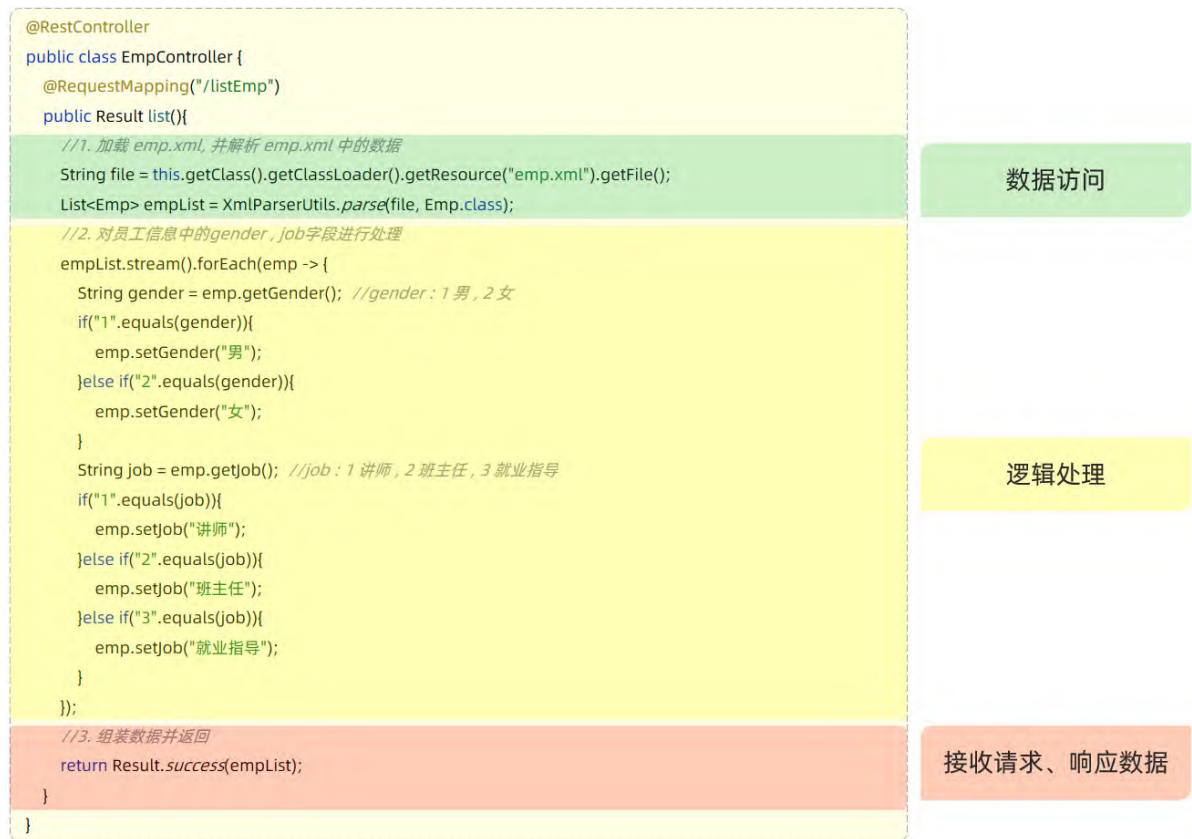 @RestController
public class EmpController {
@RequestMapping("/listEmp")
public Result list(){
//1. 加载 emp.xml, 并解析 emp.xml 中的数据
String file = this.getClass().getClassLoader().getResource("emp.xml").getFile();
数据访问
List<Emp> empList = XmlParserUtils.parse(file, Emp.class);
//2. 对员工信息中的gender , job字段进行处理
empList.stream().forEach(emp -> {
String gender = emp.getGender(); //gender : 1 男 , 2 女
if("1".equals(gender)){
emp.setGender("男");
}else if("2".equals(gender)){
emp.setGender("女");
}
String job = emp.getJob(); //job : 1 讲师 , 2 班主任 , 3 就业指导
逻辑处理
if("1".equals(job)){
emp.setJob("讲师");
}else if("2".equals(job)){
emp.setJob("班主任");
}else if("3".equals(job)){
emp.setJob("就业指导");
}
});
//3. 组装数据并返回
return Result.success(empList);
接收请求、响应数据
}
}